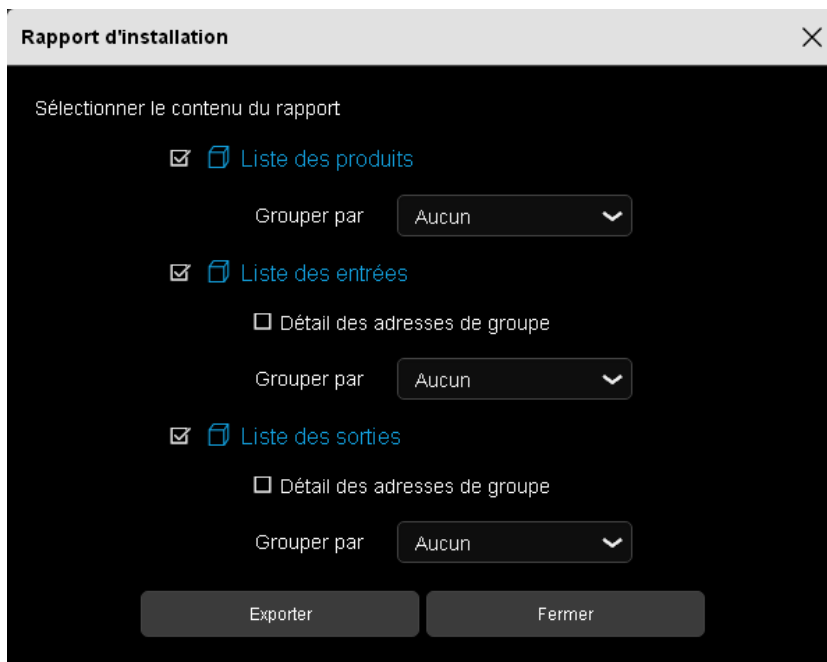 Rapport d'installation
Sélectionner le contenu du rapport
Liste des produits
Grouper par Aucun
Liste des entrées
Détail des adresses de groupe
Grouper par Aucun
Liste des sorties
Détail des adresses de groupe
Grouper par Aucun
Exporter Fermer